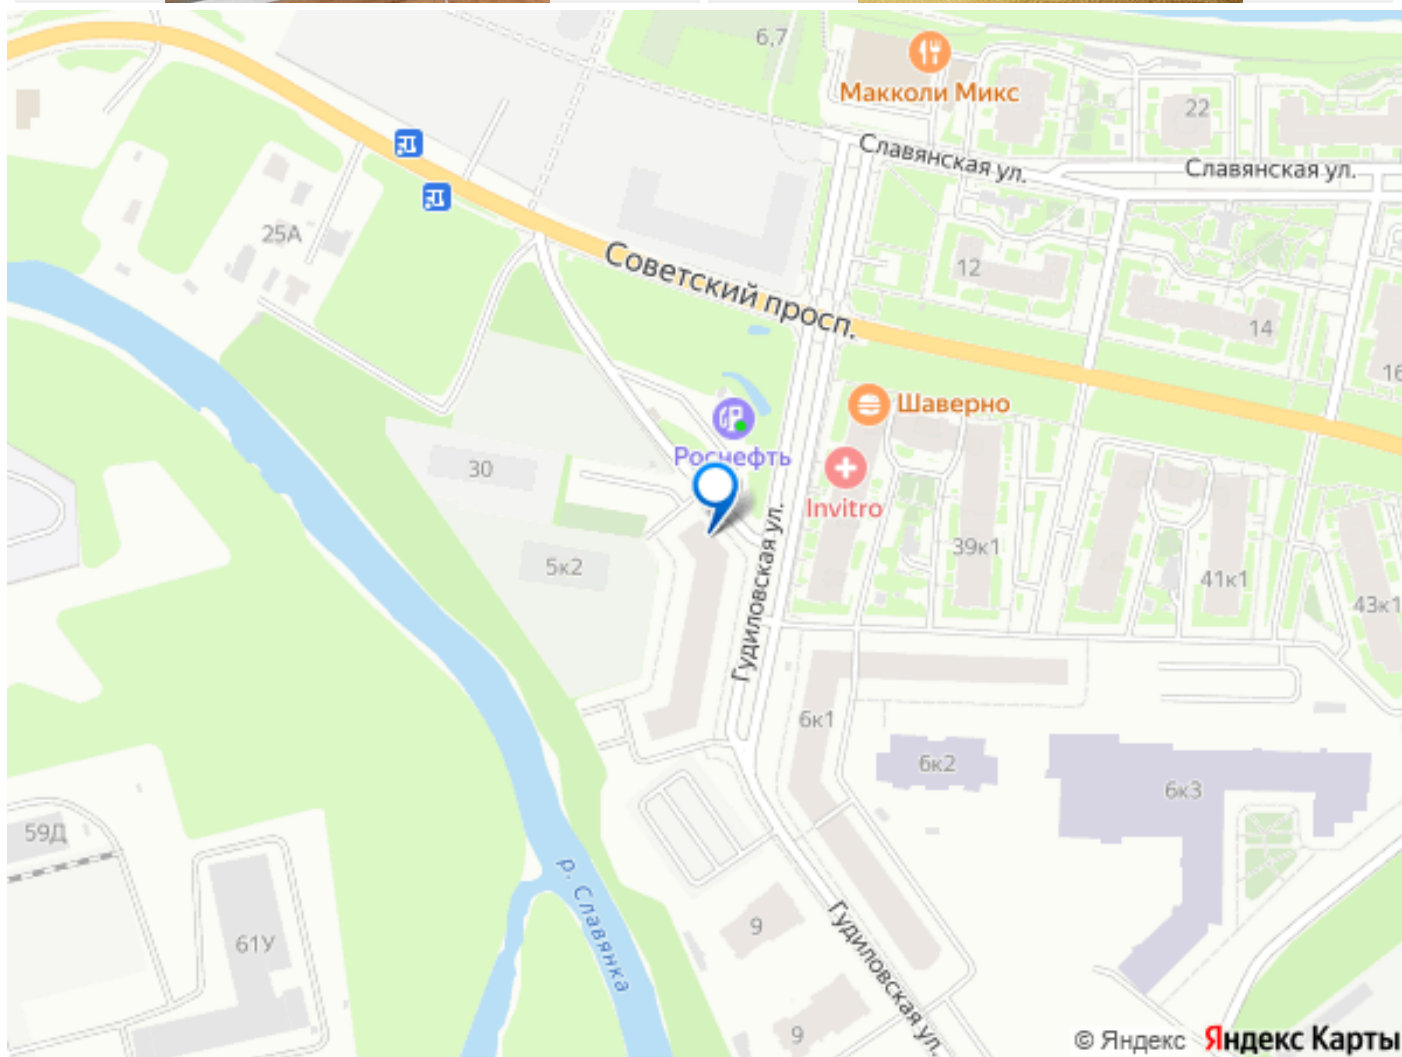 6,7
Макколи Микс
22
Славянская ул.
Славянская ул.
25А
Советский просп.
12
14
16
Шаверно
Роснефть
Invitro
30
5к2
39к1
41к1
43к1
Гудиловская ул.
6к1
6к2
6к3
59Д
р. Славянка
61У
9
Гудиловская ул.
9
© Яндекс Яндекс Карты